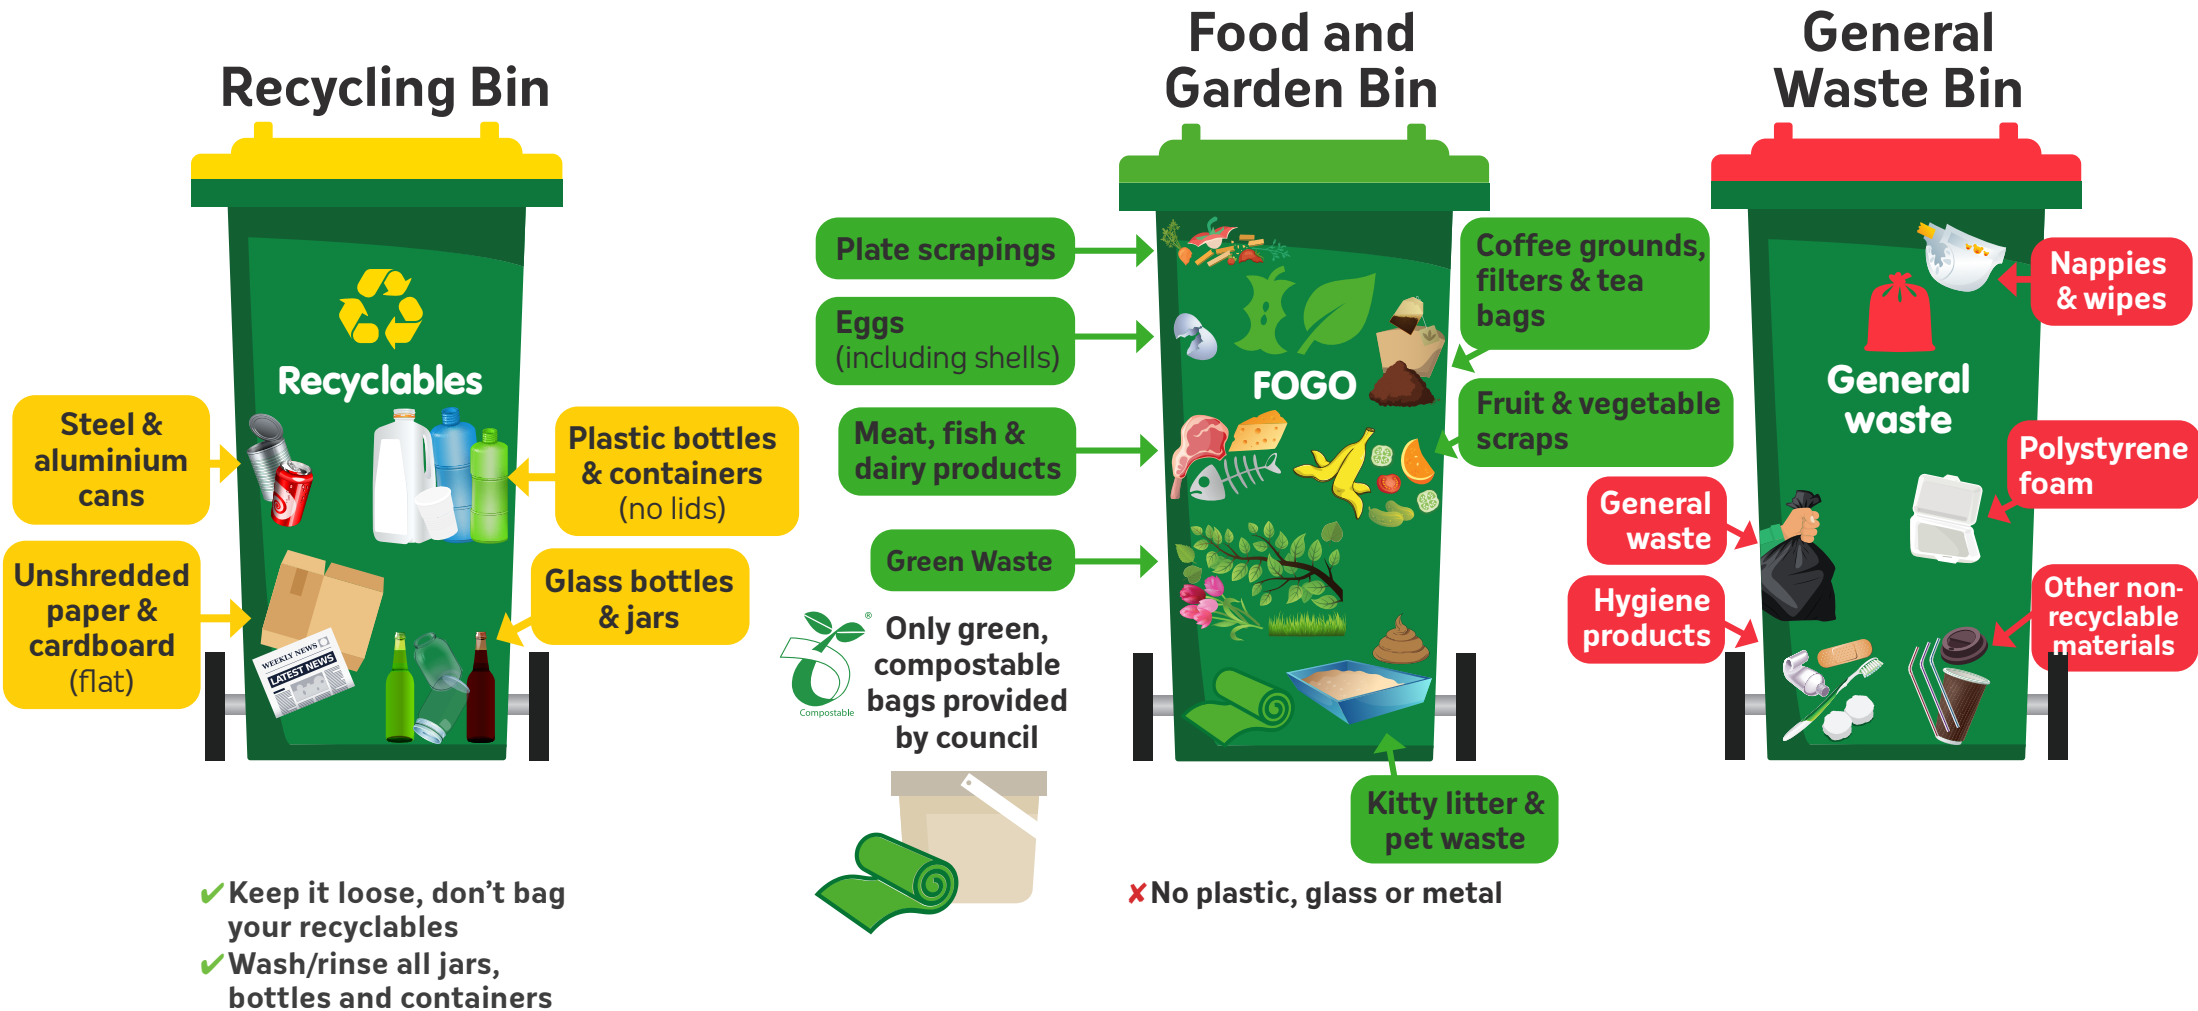 Recycling Bin
Recyclables
Steel &
aluminium
cans
Unshredded
paper &
cardboard
(flat)
Plastic bottles
& containers
(no lids)
Glass bottles
& jars
WEEKLY NEWS
LATEST NEWS
✔Keep it loose, don't bag
your recyclables
✔Wash/rinse all jars,
bottles and containers
Food and
Garden Bin
FOGO
Plate scrapings
Eggs
(including shells)
Meat, fish &
dairy products
Green Waste
Coffee grounds,
filters & tea
bags
Fruit & vegetable
scraps
Kitty litter &
pet waste
®
Compostable
Only green,
compostable
bags provided
by council
✘No plastic, glass or metal
General
Waste Bin
General
waste
Nappies
& wipes
Polystyrene
foam
General
waste
Hygiene
products
Other non-
recyclable
materials